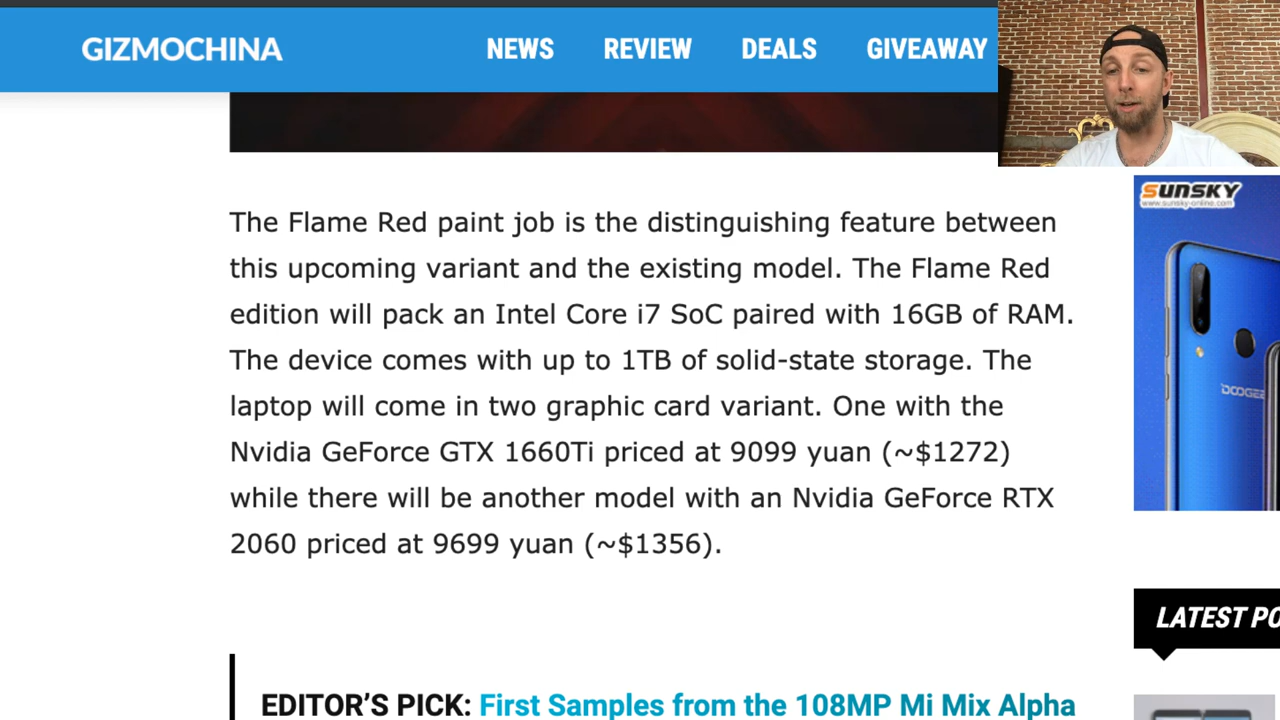 GIZMOCHINA
NEWS REVIEW DEALS GIVEAWAY
The Flame Red paint job is the distinguishing feature between
this upcoming variant and the existing model. The Flame Red
edition will pack an Intel Core i7 SoC paired with 16GB of RAM.
The device comes with up to 1TB of solid-state storage. The
laptop will come in two graphic card variant. One with the
Nvidia GeForce GTX 1660Ti priced at 9099 yuan (~$1272)
while there will be another model with an Nvidia GeForce RTX
2060 priced at 9699 yuan (~$1356).
EDITOR'S PICK: First Samples from the 108MP Mi Mix Alpha
SUNSKY
www.sunsky-online.com
DOOGEE
LATEST PO